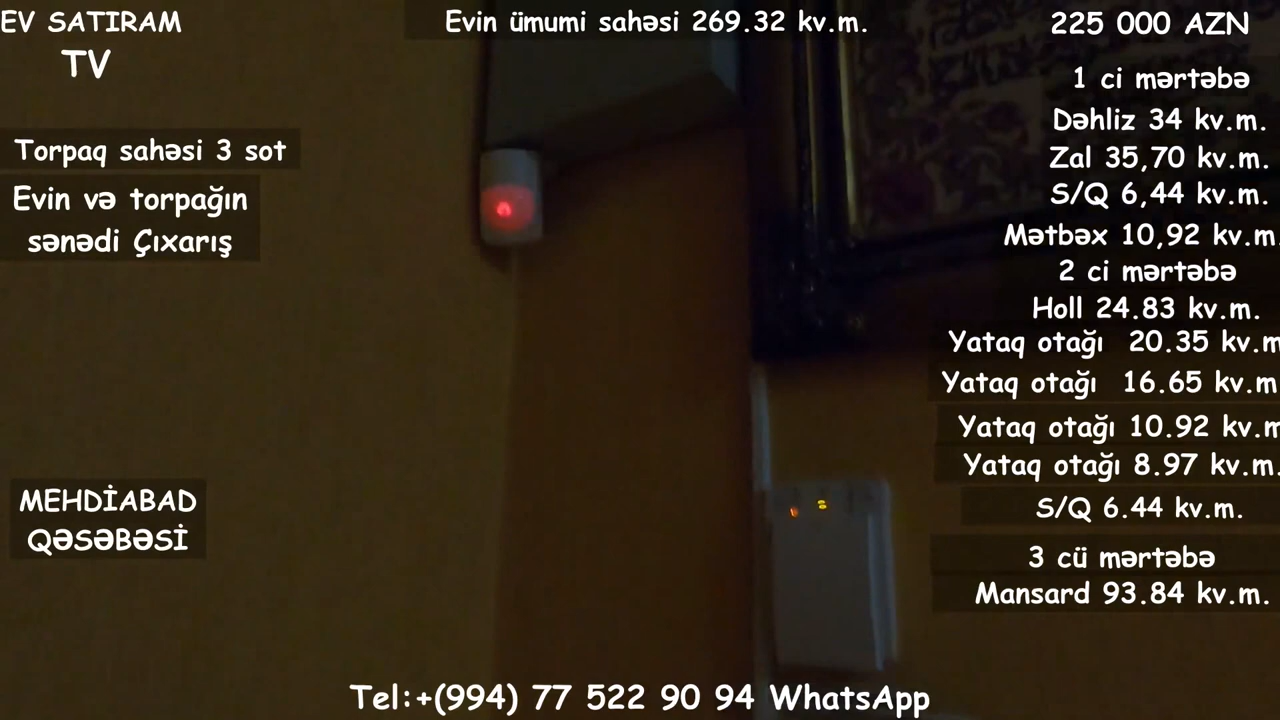 EV SATIRAM
TV
Evin ümumi sahəsi 269.32 kv.m.
225 000 AZN
Torpaq sahəsi 3 sot
Evin və torpağın
sənədi Çıxarış
MEHDİABAD
QƏSƏBƏSİ
1 ci mərtəbə
Dəhliz 34 kv.m.
Zal 35,70 kv.m.
S/Q 6,44 kv.m.
Mətbəx 10,92 kv.m.
2 ci mərtəbə
Holl 24.83 kv.m.
Yataq otağı 20.35 kv.m
Yataq otağı 16.65 kv.m
Yataq otağı 10.92 kv.m
Yataq otağı 8.97 kv.m.
S/Q 6.44 kv.m.
3 cü mərtəbə
Mansard 93.84 kv.m.
Tel:+(994) 77 522 90 94 WhatsApp